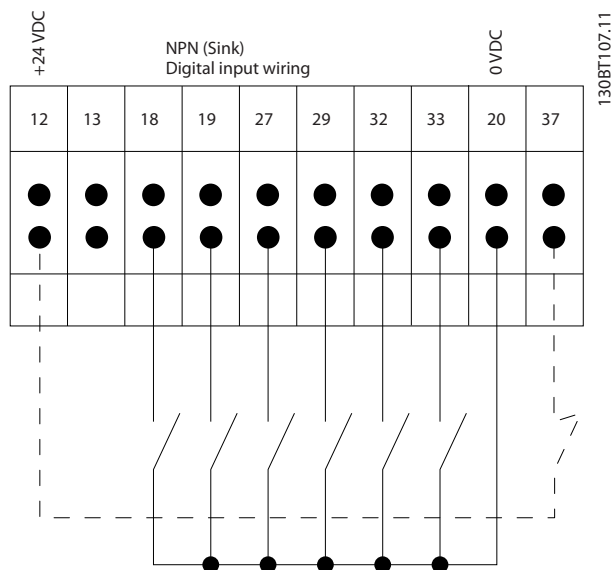 +24 VDC
NPN (Sink)
Digital input wiring
0 VDC
130BT107.11
12 13 18 19 27 29 32 33 20 37